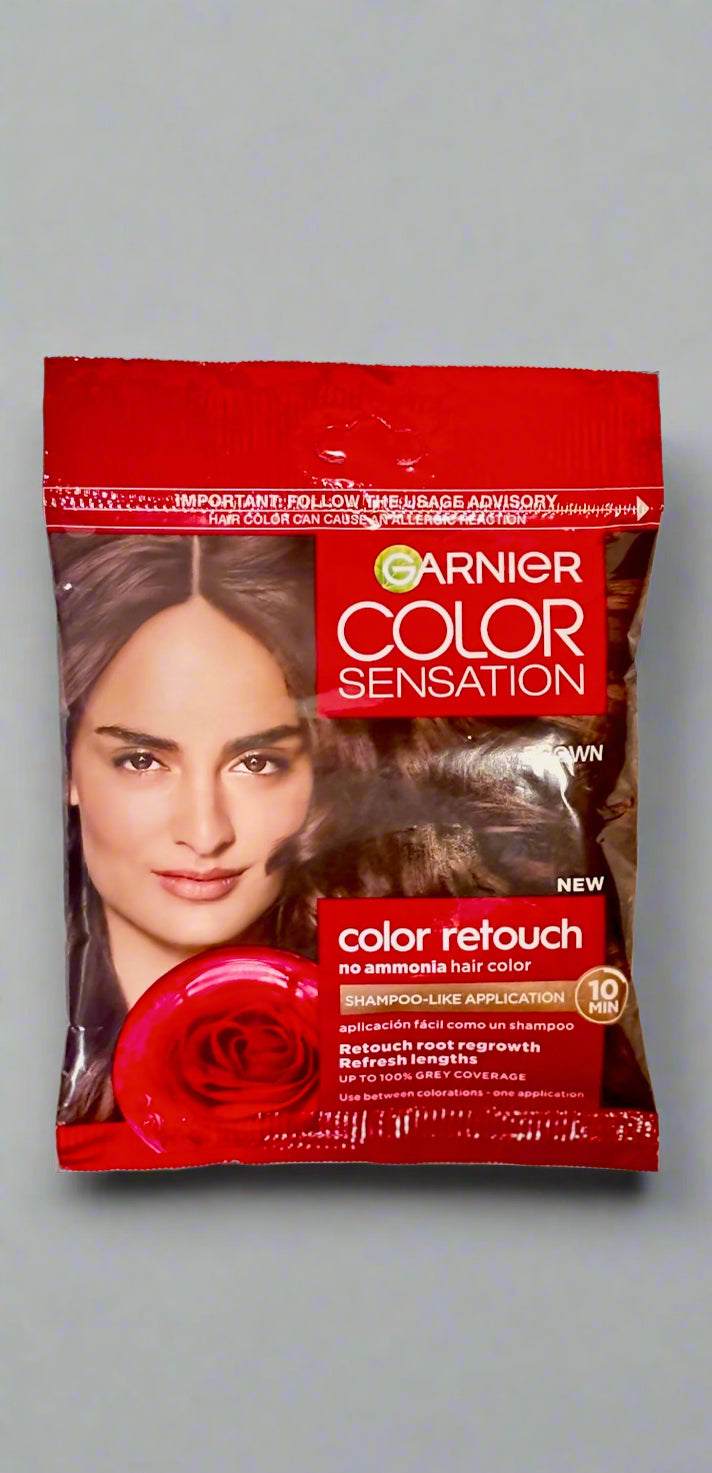 IMPORTANT: FOLLOW THE USAGE ADVISORY
HAIR COLOR CAN CAUSE AN ALLERGIC REACTION
GARNIER
COLOR
SENSATION
NEW
color retouch
no ammonia hair color
SHAMPOO-LIKE APPLICATION
10
MIN
aplicación fácil como un shampoo
Retouch root regrowth
Refresh lengths
UP TO 100% GREY COVERAGE
Use between colorations - one application